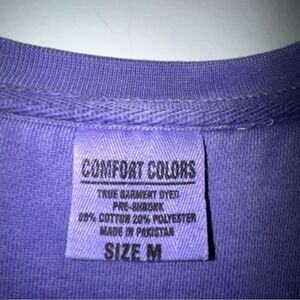 COMFORT COLORS
TRUE GARMENT DYED
PRE-SHRUNK
80% COTTON 20% POLYESTER
MADE IN PAKISTAN
SIZE M